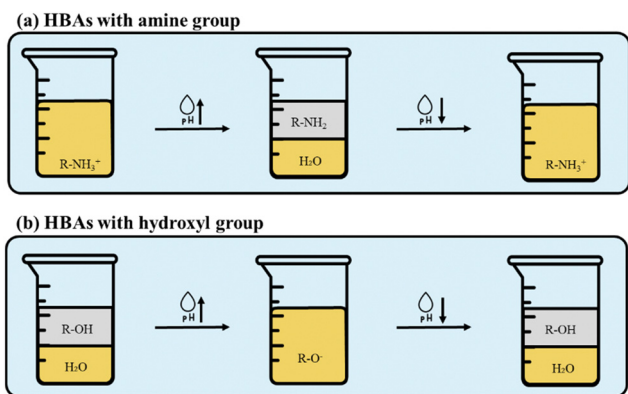 (a) HBAs with amine group
pH
pH
R-NH₃⁺
R-NH₂
H₂O
R-NH₃⁺
(b) HBAs with hydroxyl group
pH
pH
R-OH
H₂O
R-O⁻
R-OH
H₂O